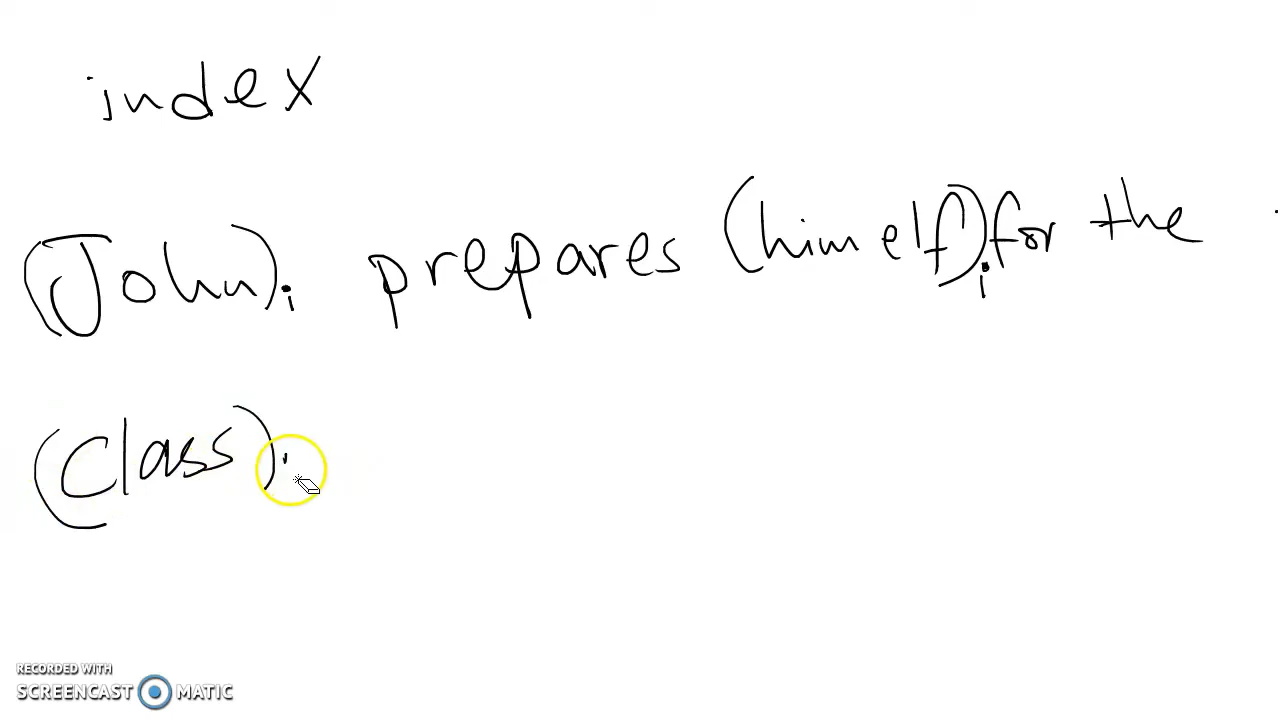 index
(John)i prepares (himelf)i for the
(Class).
RECORDED WITH
SCREENCAST MATIC